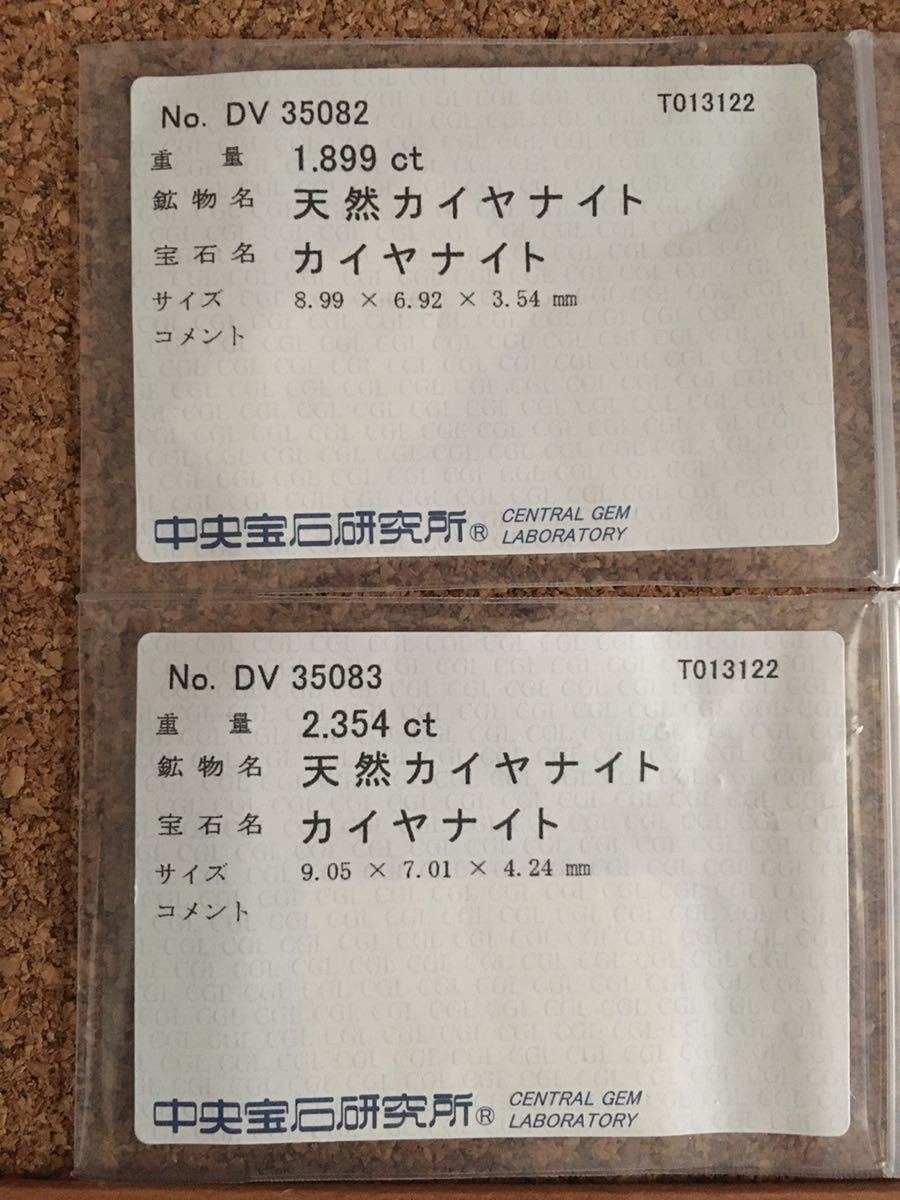 No. DV 35082 T013122
重量 1.899 ct
鉱物名 天然カイヤナイト
宝石名 カイヤナイト
サイズ 8.99 × 6.92 × 3.54 mm
コメント
中央宝石研究所® CENTRAL GEM LABORATORY
No. DV 35083 T013122
重量 2.354 ct
鉱物名 天然カイヤナイト
宝石名 カイヤナイト
サイズ 9.05 × 7.01 × 4.24 mm
コメント
中央宝石研究所® CENTRAL GEM LABORATORY